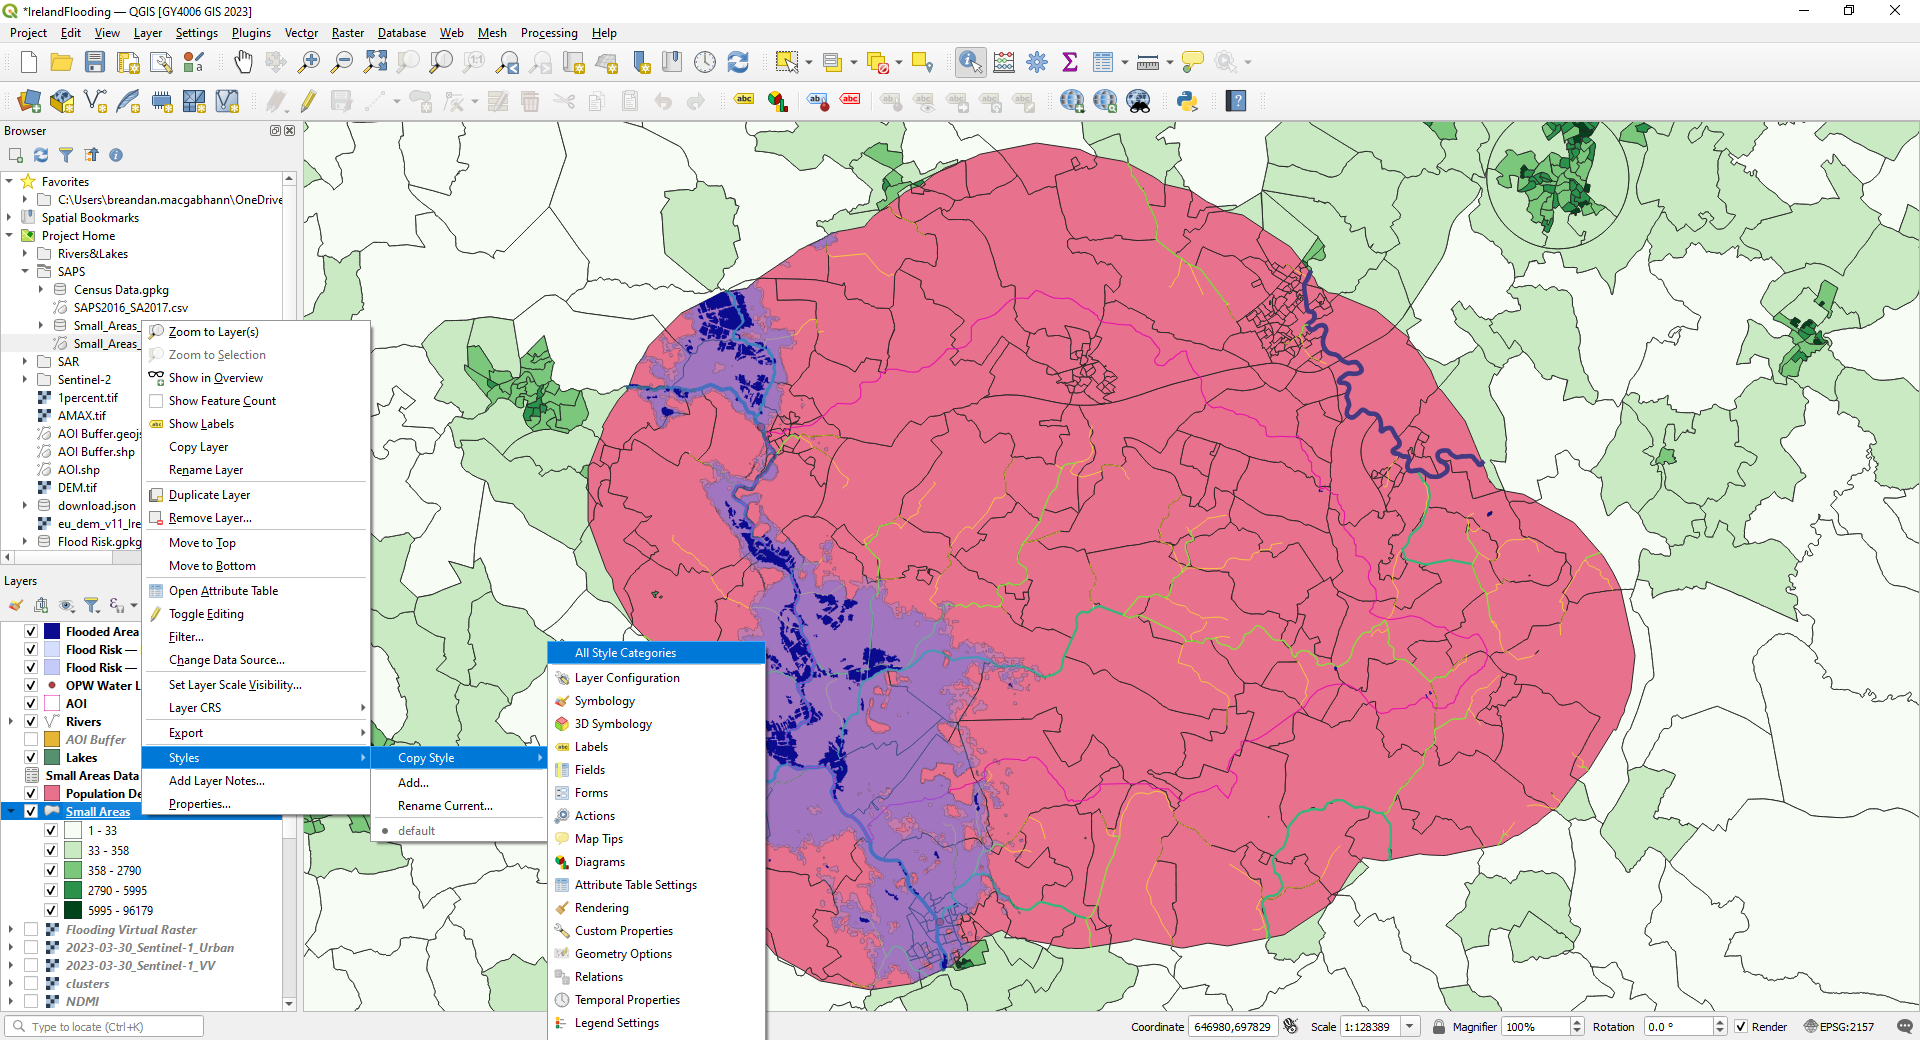 *IrelandFlooding — QGIS [GY4006 GIS 2023]
Project Edit View Layer Settings Plugins Vector Raster Database Web Mesh Processing Help
Browser
Favorites
C:\Users\breandan.macgabhann\OneDrive
Spatial Bookmarks
Project Home
Rivers&Lakes
SAPS
Census Data.gpkg
SAPS2016_SA2017.csv
Small_Areas_
Small_Areas_
SAR
Sentinel-2
1percent.tif
AMAX.tif
AOI Buffer.geojs
AOI Buffer.shp
AOI.shp
DEM.tif
download.json
eu_dem_v11_Ire
Flood Risk.gpkg
Zoom to Layer(s)
Zoom to Selection
Show in Overview
Show Feature Count
Show Labels
Copy Layer
Rename Layer
Duplicate Layer
Remove Layer...
Move to Top
Move to Bottom
Open Attribute Table
Toggle Editing
Filter...
Change Data Source...
Set Layer Scale Visibility...
Layer CRS
Export
Styles
Add Layer Notes...
Properties...
Copy Style
Add...
Rename Current...
default
All Style Categories
Layer Configuration
Symbology
3D Symbology
Labels
Fields
Forms
Actions
Map Tips
Diagrams
Attribute Table Settings
Rendering
Custom Properties
Geometry Options
Relations
Temporal Properties
Legend Settings
Layers
Flooded Area
Flood Risk —
Flood Risk —
OPW Water L
AOI
Rivers
AOI Buffer
Lakes
Small Areas Data
Population De
Small Areas
1 - 33
33 - 358
358 - 2790
2790 - 5995
5995 - 96179
Flooding Virtual Raster
2023-03-30_Sentinel-1_Urban
2023-03-30_Sentinel-1_VV
clusters
NDMI
Type to locate (Ctrl+K)
Coordinate 646980,697829 Scale 1:128389 Magnifier 100% Rotation 0.0 ° Render EPSG:2157